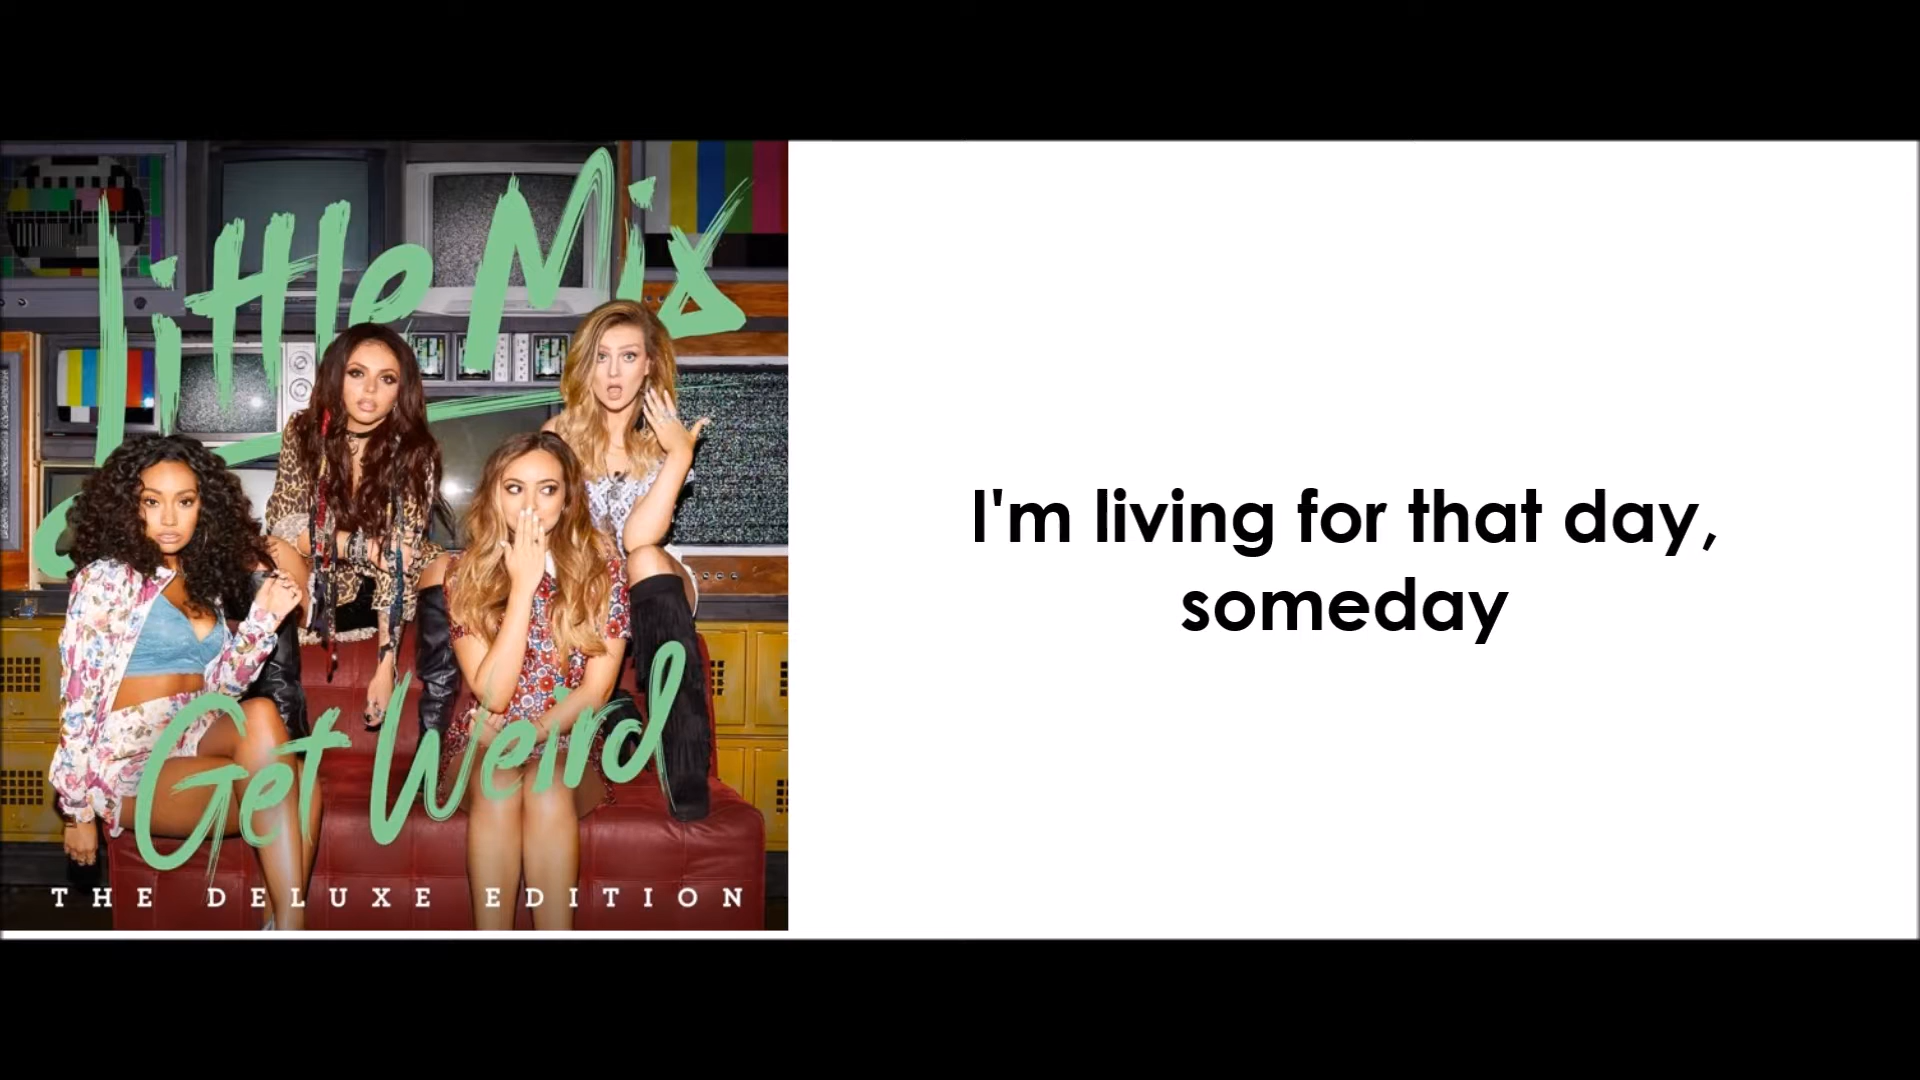 Little Mix
Get Weird
THE DELUXE EDITION
I'm living for that day,
someday